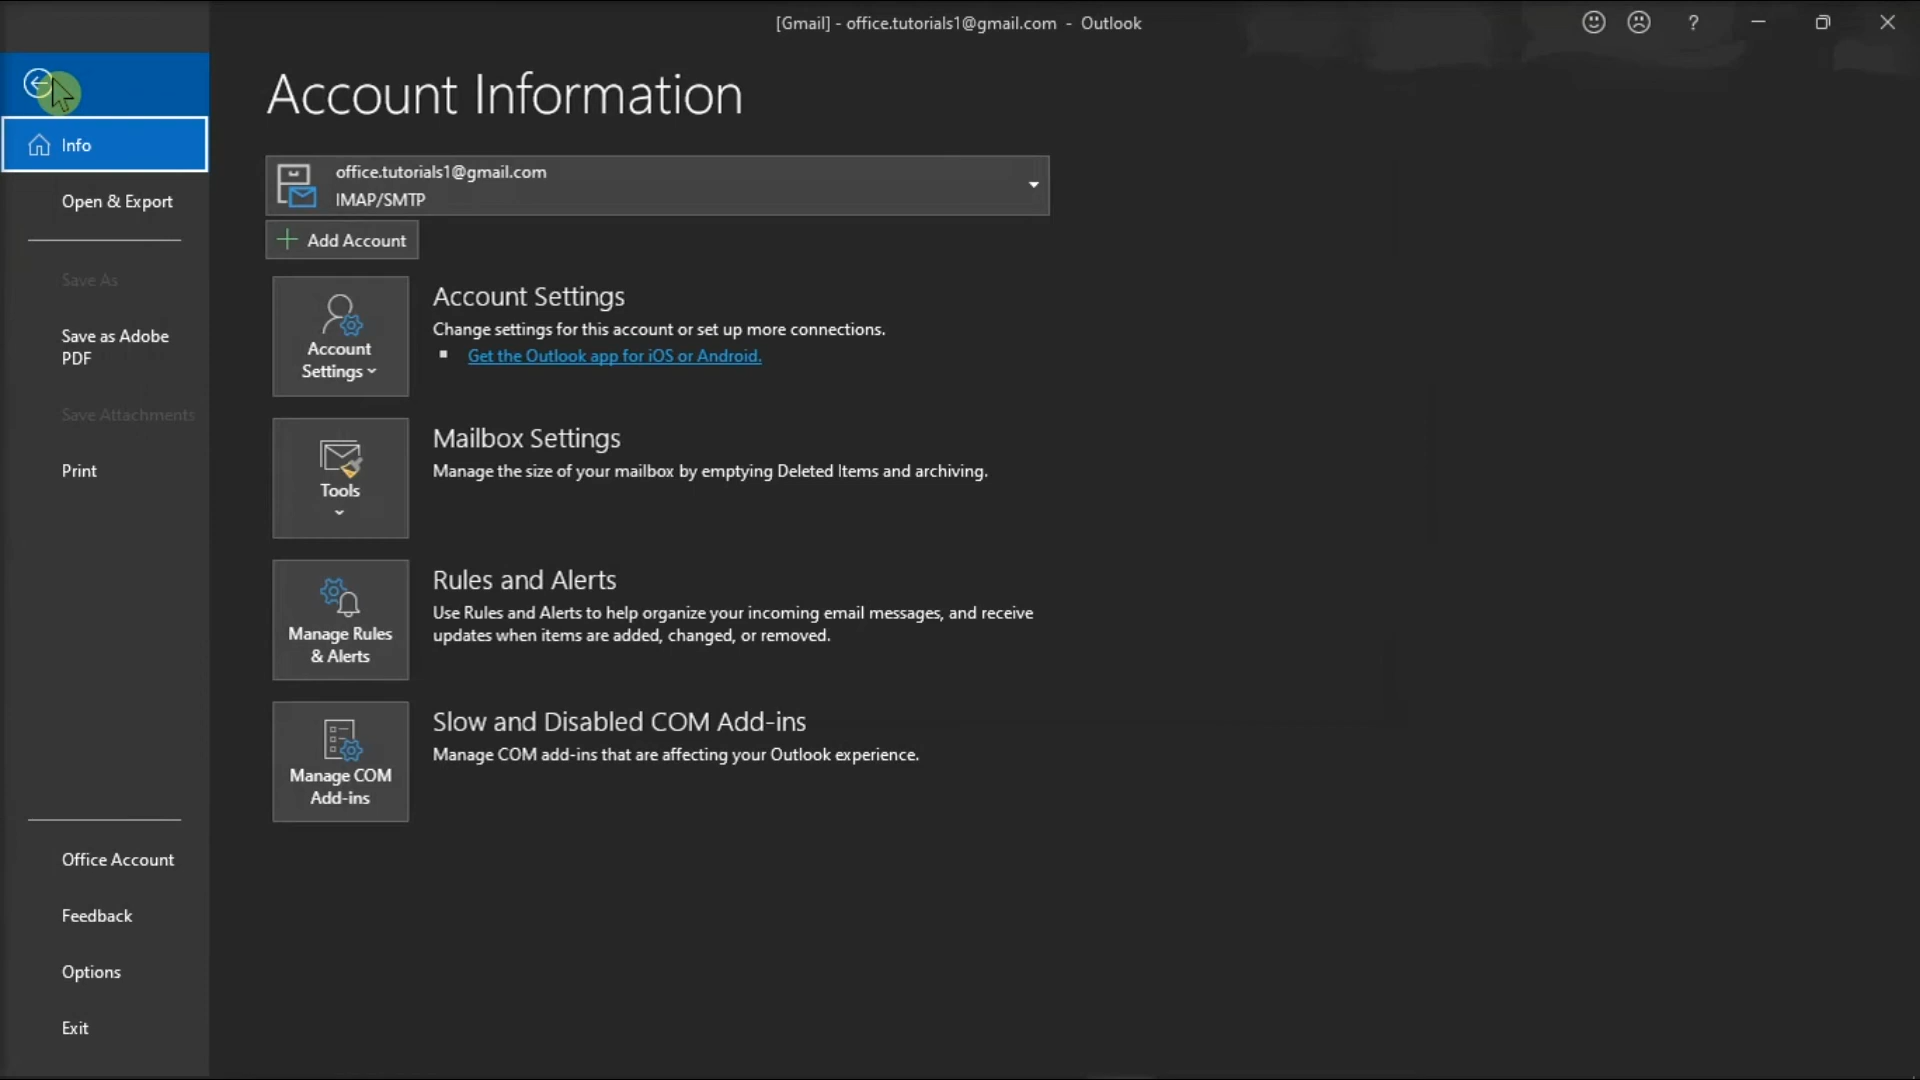 [Gmail] - office.tutorials1@gmail.com - Outlook
?
Account Information
Info
Open & Export
Save As
Save as Adobe
PDF
Save Attachments
Print
Office Account
Feedback
Options
Exit
office.tutorials1@gmail.com
IMAP/SMTP
Add Account
Account
Settings
Account Settings
Change settings for this account or set up more connections.
Get the Outlook app for iOS or Android.
Tools
Mailbox Settings
Manage the size of your mailbox by emptying Deleted Items and archiving.
Manage Rules
& Alerts
Rules and Alerts
Use Rules and Alerts to help organize your incoming email messages, and receive
updates when items are added, changed, or removed.
Manage COM
Add-ins
Slow and Disabled COM Add-ins
Manage COM add-ins that are affecting your Outlook experience.